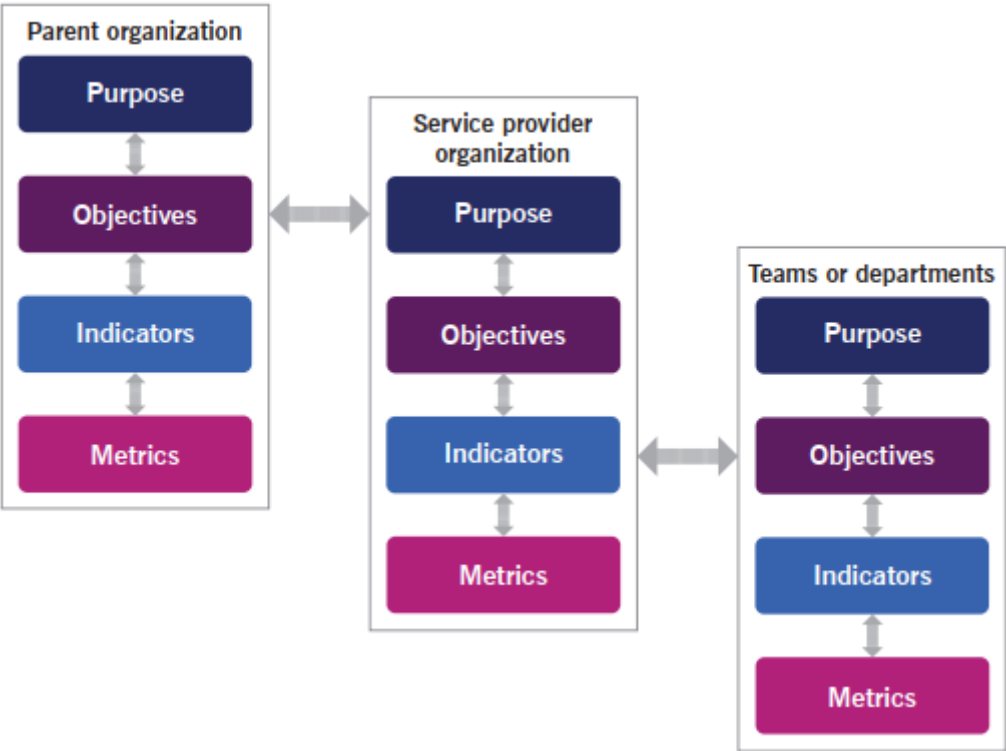 Parent organization
Purpose
Objectives
Indicators
Metrics
Service provider
organization
Purpose
Objectives
Indicators
Metrics
Teams or departments
Purpose
Objectives
Indicators
Metrics